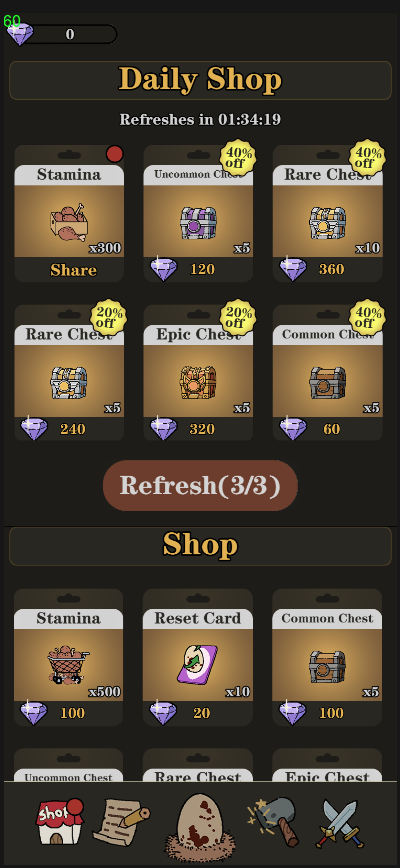 60
0
Daily Shop
Refreshes in 01:34:19
Stamina
x300
Share
40%
off
Uncommon Chest
x5
120
40%
off
Rare Chest
x10
360
20%
off
Rare Chest
x5
240
20%
off
Epic Chest
x5
320
40%
off
Common Chest
x5
60
Refresh(3/3)
Shop
Stamina
x500
100
Reset Card
x10
20
Common Chest
x5
100
Uncommon Chest
Rare Chest
Epic Chest
shop